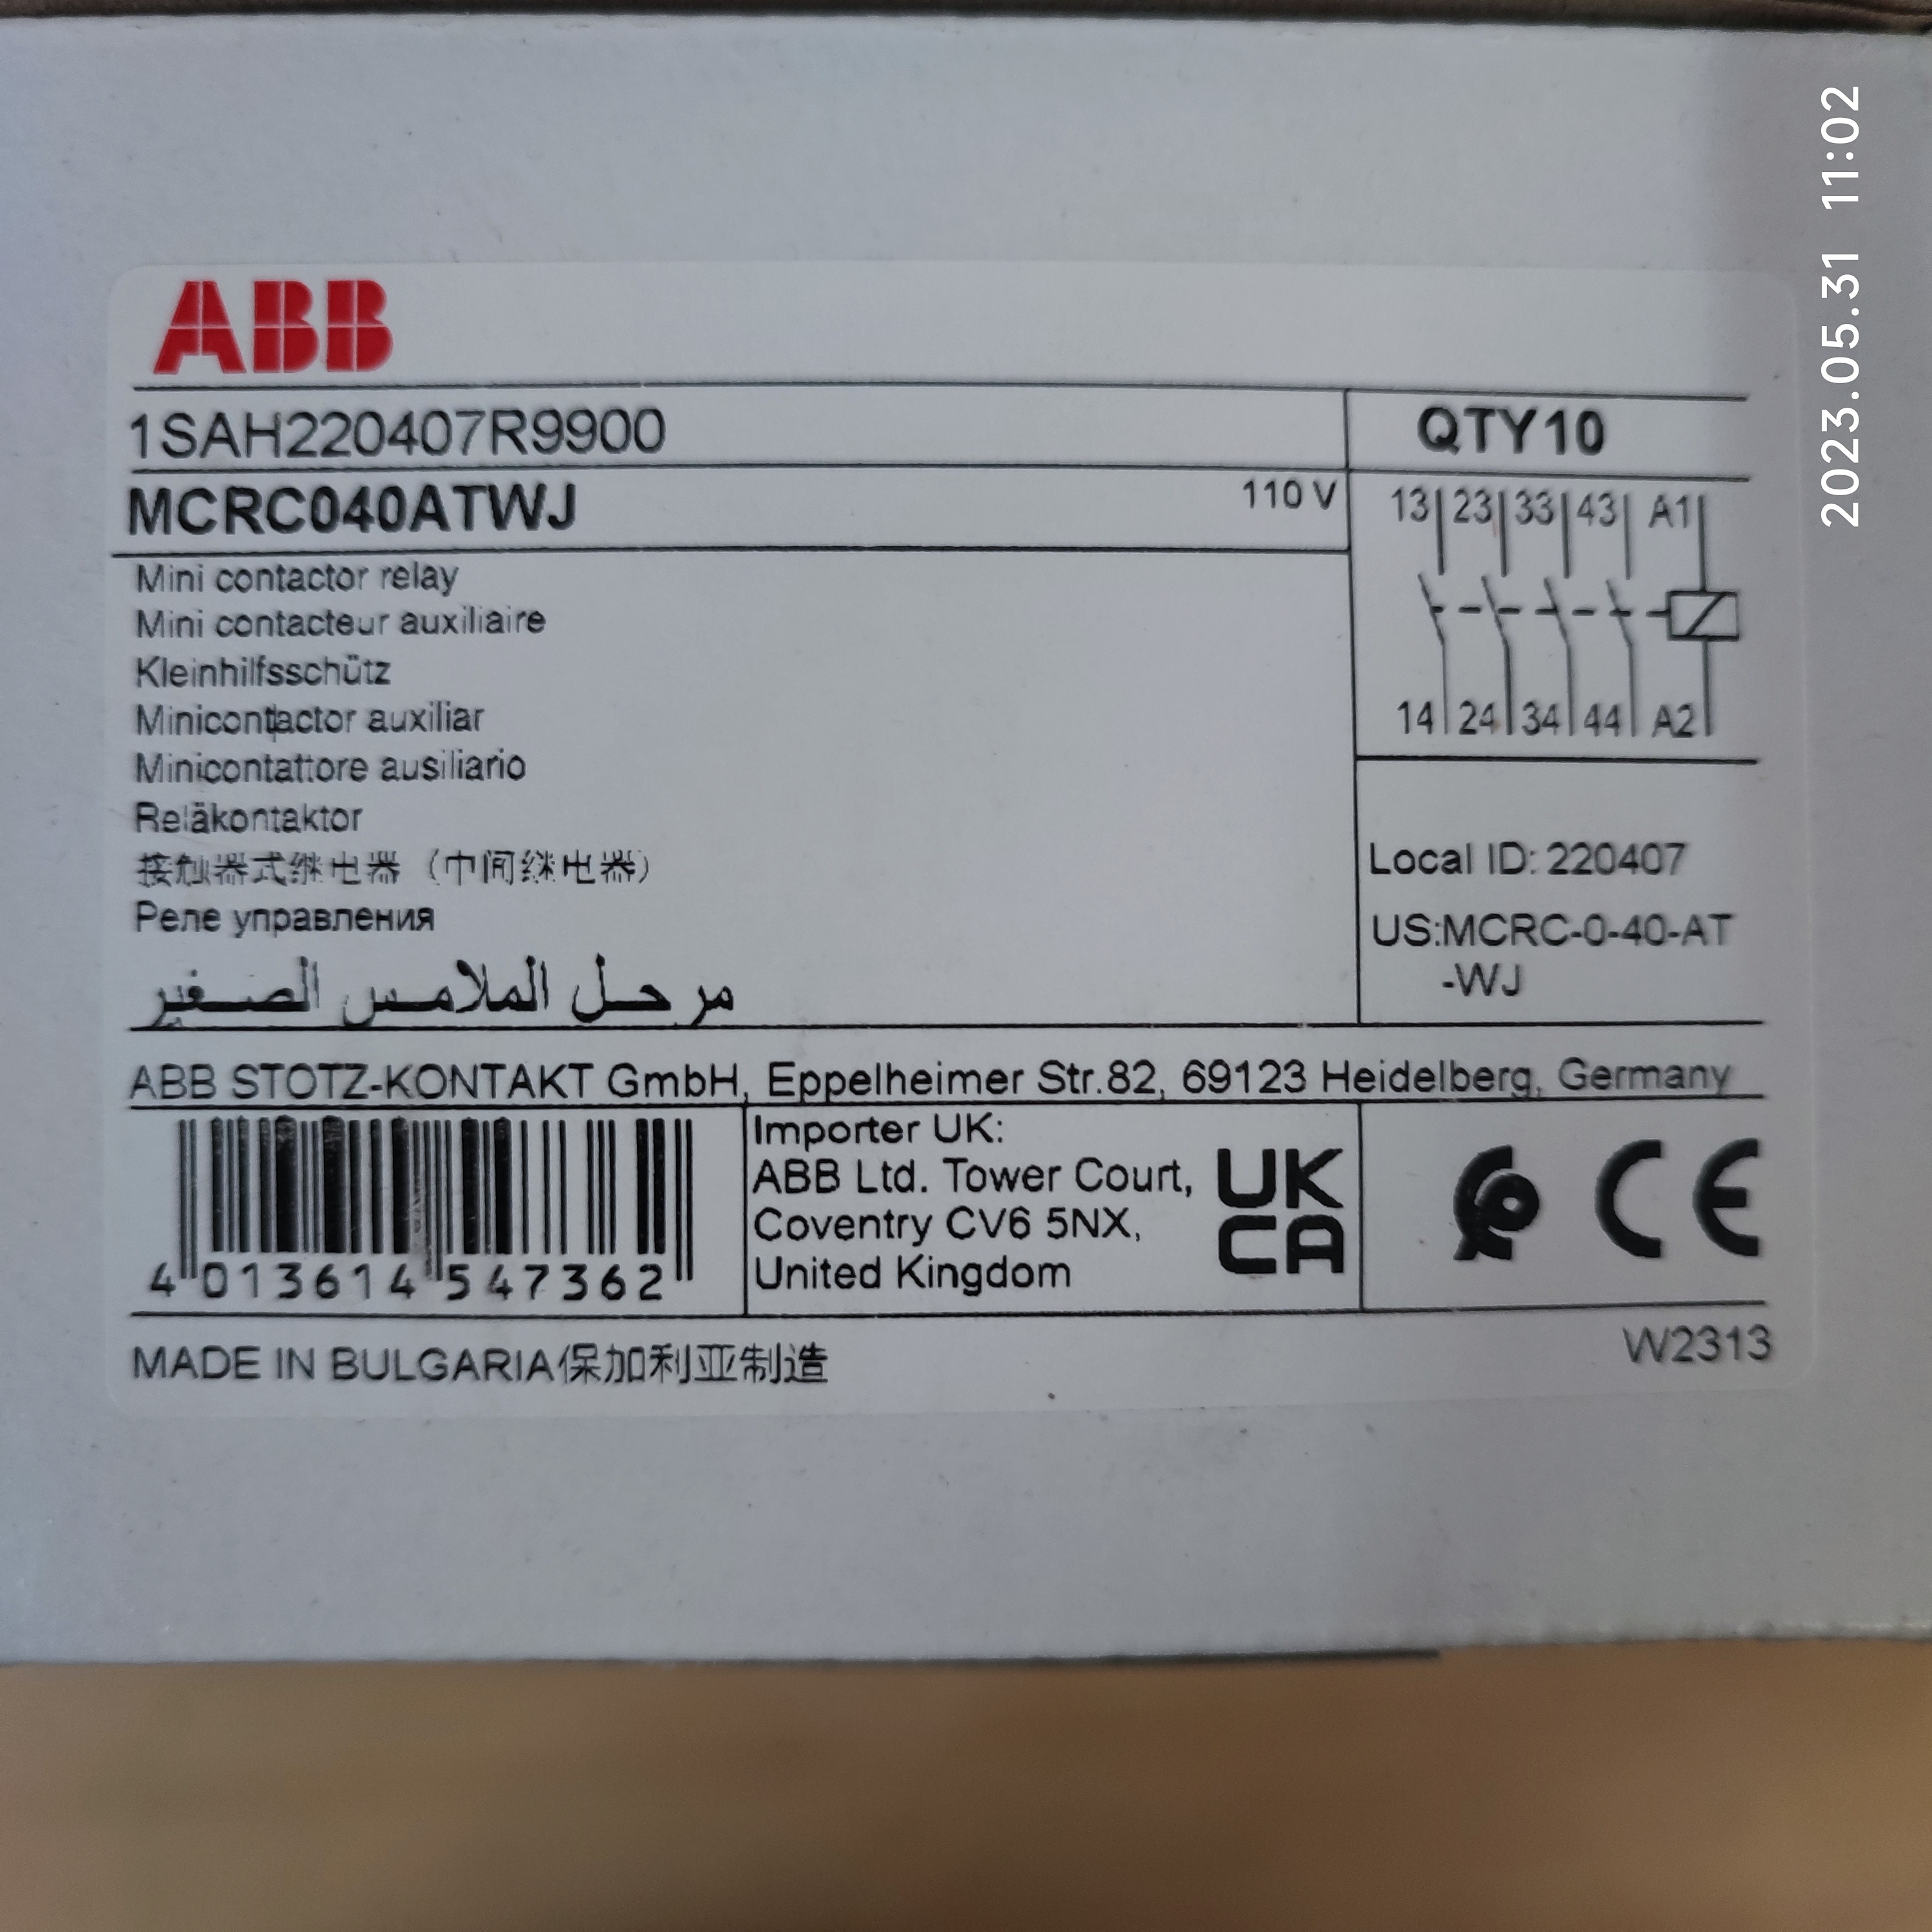 ABB
1SAH220407R9900
QTY10
MCRC040ATWJ
110 V
13 23 33 43 A1
14 24 34 44 A2
Mini contactor relay
Mini contacteur auxiliaire
Kleinhilfsschütz
Minicontactor auxiliar
Minicontattore ausiliario
Reläkontaktor
接触器式继电器（中间继电器）
Реле управления
مرحل الملامس الصغير
Local ID: 220407
US:MCRC-0-40-AT
-WJ
ABB STOTZ-KONTAKT GmbH, Eppelheimer Str.82, 69123 Heidelberg, Germany
4 013614 547362
Importer UK:
ABB Ltd. Tower Court,
Coventry CV6 5NX,
United Kingdom
UK
CA
CE
MADE IN BULGARIA保加利亚制造
W2313
2023.05.31 11:02